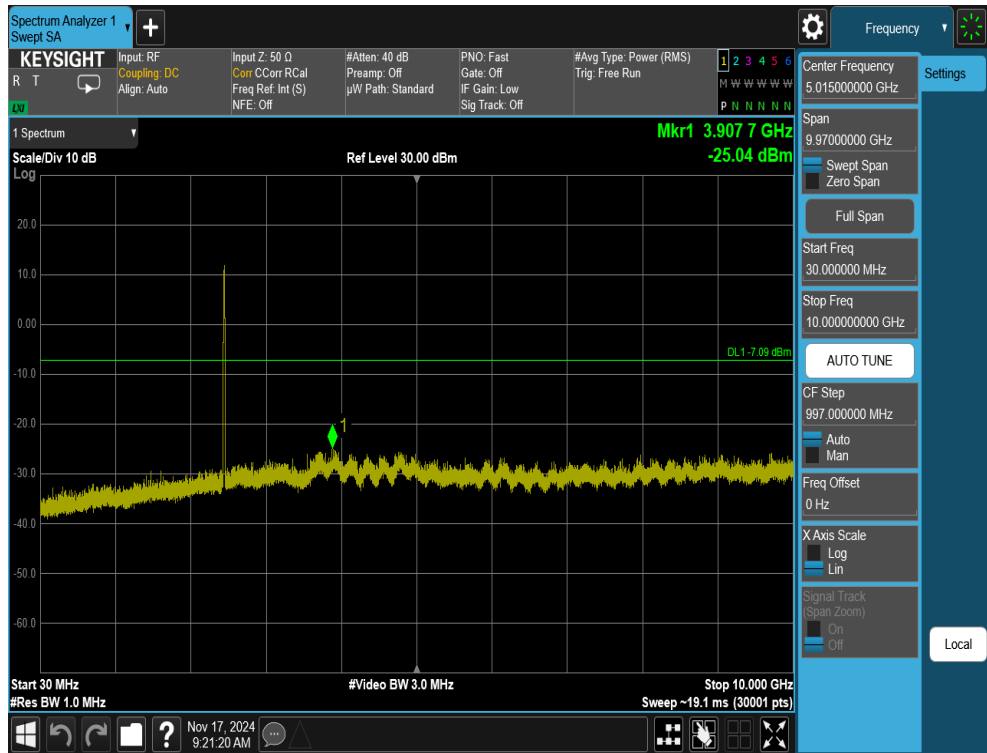 Spectrum Analyzer 1
Swept SA
+
Frequency
KEYSIGHT
R T
LXI
Input: RF
Coupling: DC
Align: Auto
Input Z: 50 Ω
Corr CCorr RCal
Freq Ref: Int (S)
NFE: Off
#Atten: 40 dB
Preamp: Off
µW Path: Standard
PNO: Fast
Gate: Off
IF Gain: Low
Sig Track: Off
#Avg Type: Power (RMS)
Trig: Free Run
1 2 3 4 5 6
M W W W W W
P N N N N N
1 Spectrum
Mkr1 3.907 7 GHz
-25.04 dBm
Scale/Div 10 dB
Ref Level 30.00 dBm
Log
20.0
10.0
0.00
DL1 -7.09 dBm
-10.0
-20.0
1
-30.0
-40.0
-50.0
-60.0
Start 30 MHz
#Video BW 3.0 MHz
Stop 10.000 GHz
#Res BW 1.0 MHz
Sweep ~19.1 ms (30001 pts)
?
Nov 17, 2024
9:21:20 AM
Center Frequency
5.015000000 GHz
Settings
Span
9.97000000 GHz
Swept Span
Zero Span
Full Span
Start Freq
30.000000 MHz
Stop Freq
10.000000000 GHz
AUTO TUNE
CF Step
997.000000 MHz
Auto
Man
Freq Offset
0 Hz
X Axis Scale
Log
Lin
Signal Track
(Span Zoom)
On
Off
Local